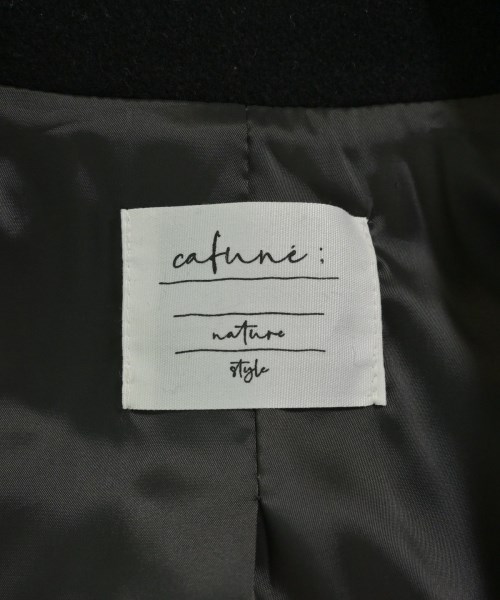 cafuné :
nature
style